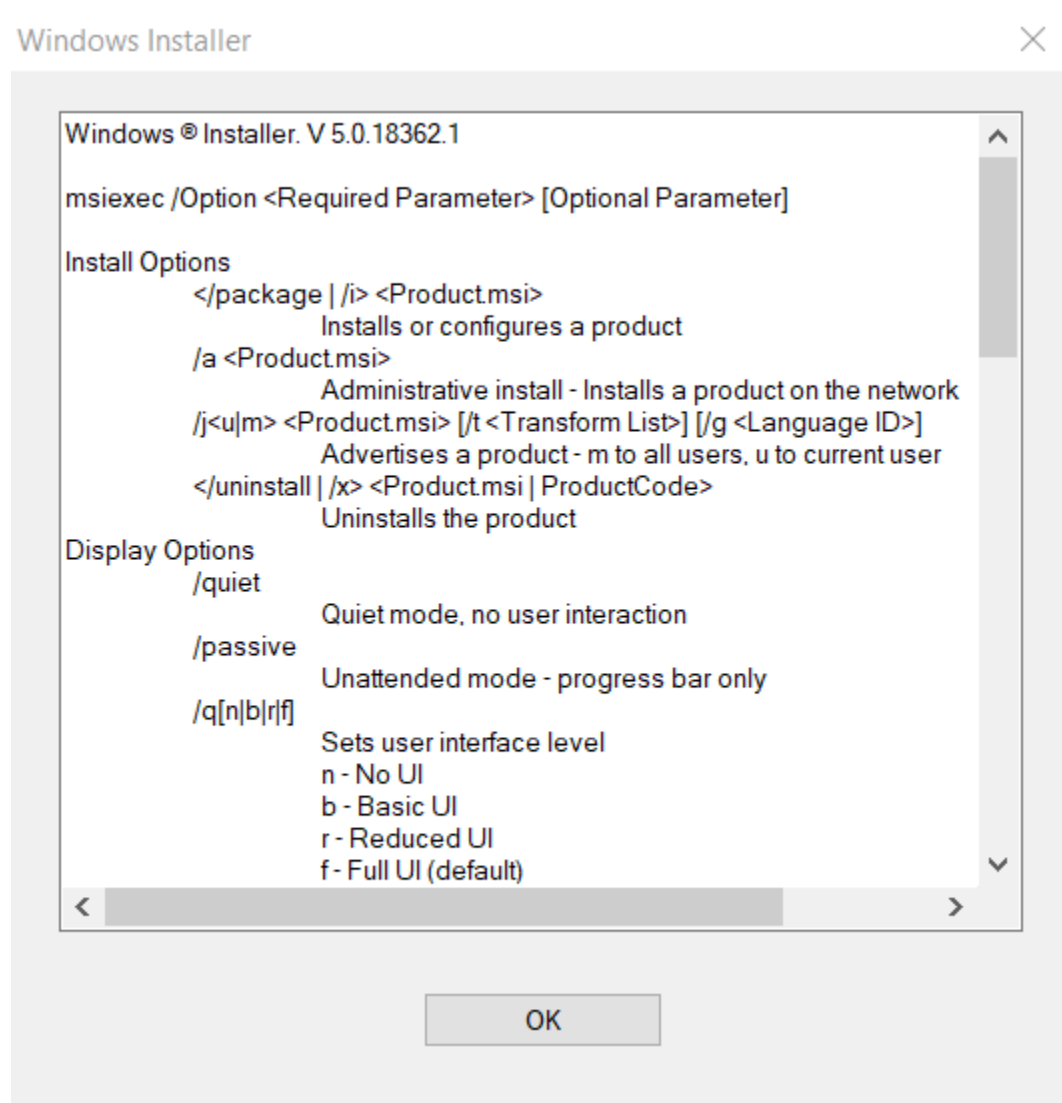 Windows Installer
Windows ® Installer. V 5.0.18362.1
msiexec /Option <Required Parameter> [Optional Parameter]
Install Options
</package | /i> <Product.msi>
Installs or configures a product
/a <Product.msi>
Administrative install - Installs a product on the network
/j<u|m> <Product.msi> [/t <Transform List>] [/g <Language ID>]
Advertises a product - m to all users, u to current user
</uninstall | /x> <Product.msi | ProductCode>
Uninstalls the product
Display Options
/quiet
Quiet mode, no user interaction
/passive
Unattended mode - progress bar only
/q[n|b|r|f]
Sets user interface level
n - No UI
b - Basic UI
r - Reduced UI
f - Full UI (default)
OK